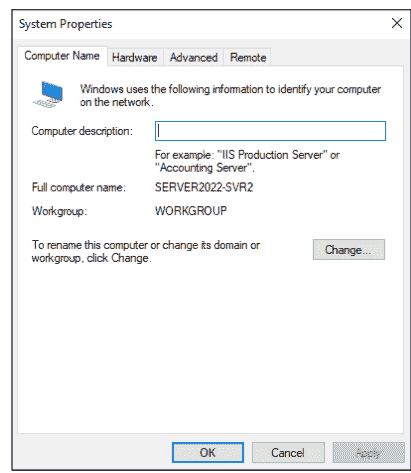 System Properties
Computer Name Hardware Advanced Remote
Windows uses the following information to identify your computer
on the network.
Computer description:
For example: "IIS Production Server" or
"Accounting Server".
Full computer name: SERVER2022-SVR2
Workgroup: WORKGROUP
To rename this computer or change its domain or
workgroup, click Change.
Change...
OK Cancel Apply